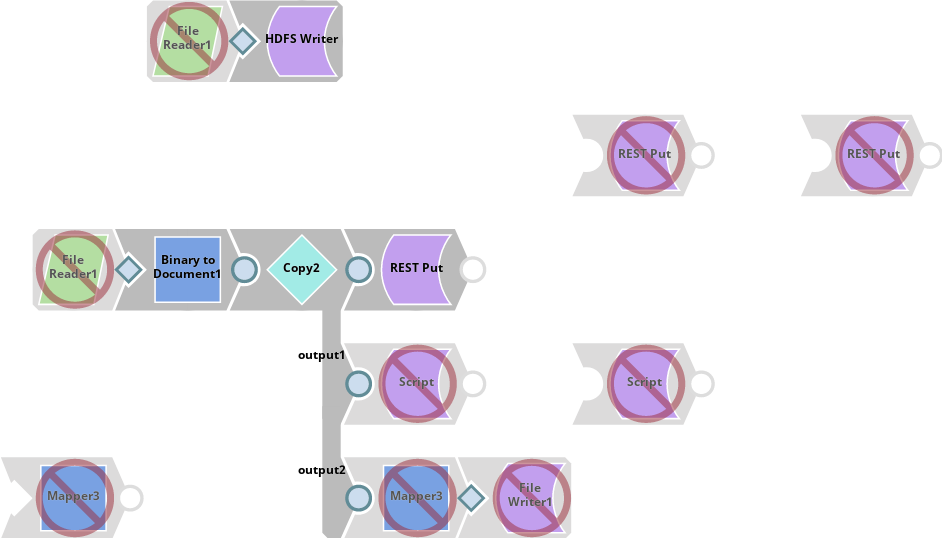 File
Reader1
HDFS Writer
REST Put
REST Put
File
Reader1
Binary to
Document1
Copy2
REST Put
output1
Script
Script
output2
Mapper3
Mapper3
File
Writer1